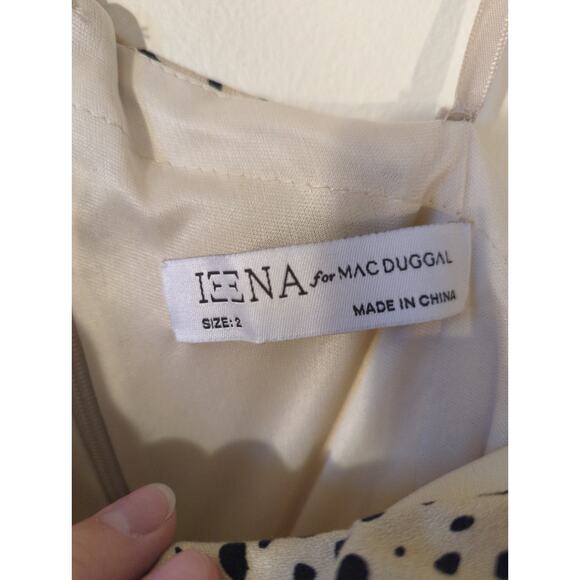 IEENA for MAC DUGGAL
SIZE: 2
MADE IN CHINA